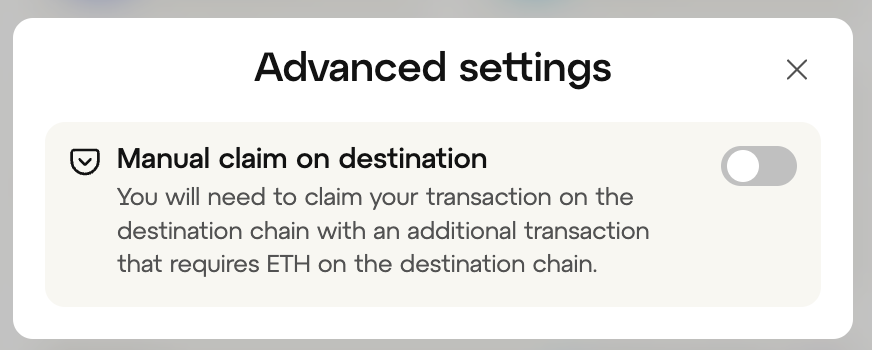 Advanced settings
Manual claim on destination
You will need to claim your transaction on the
destination chain with an additional transaction
that requires ETH on the destination chain.